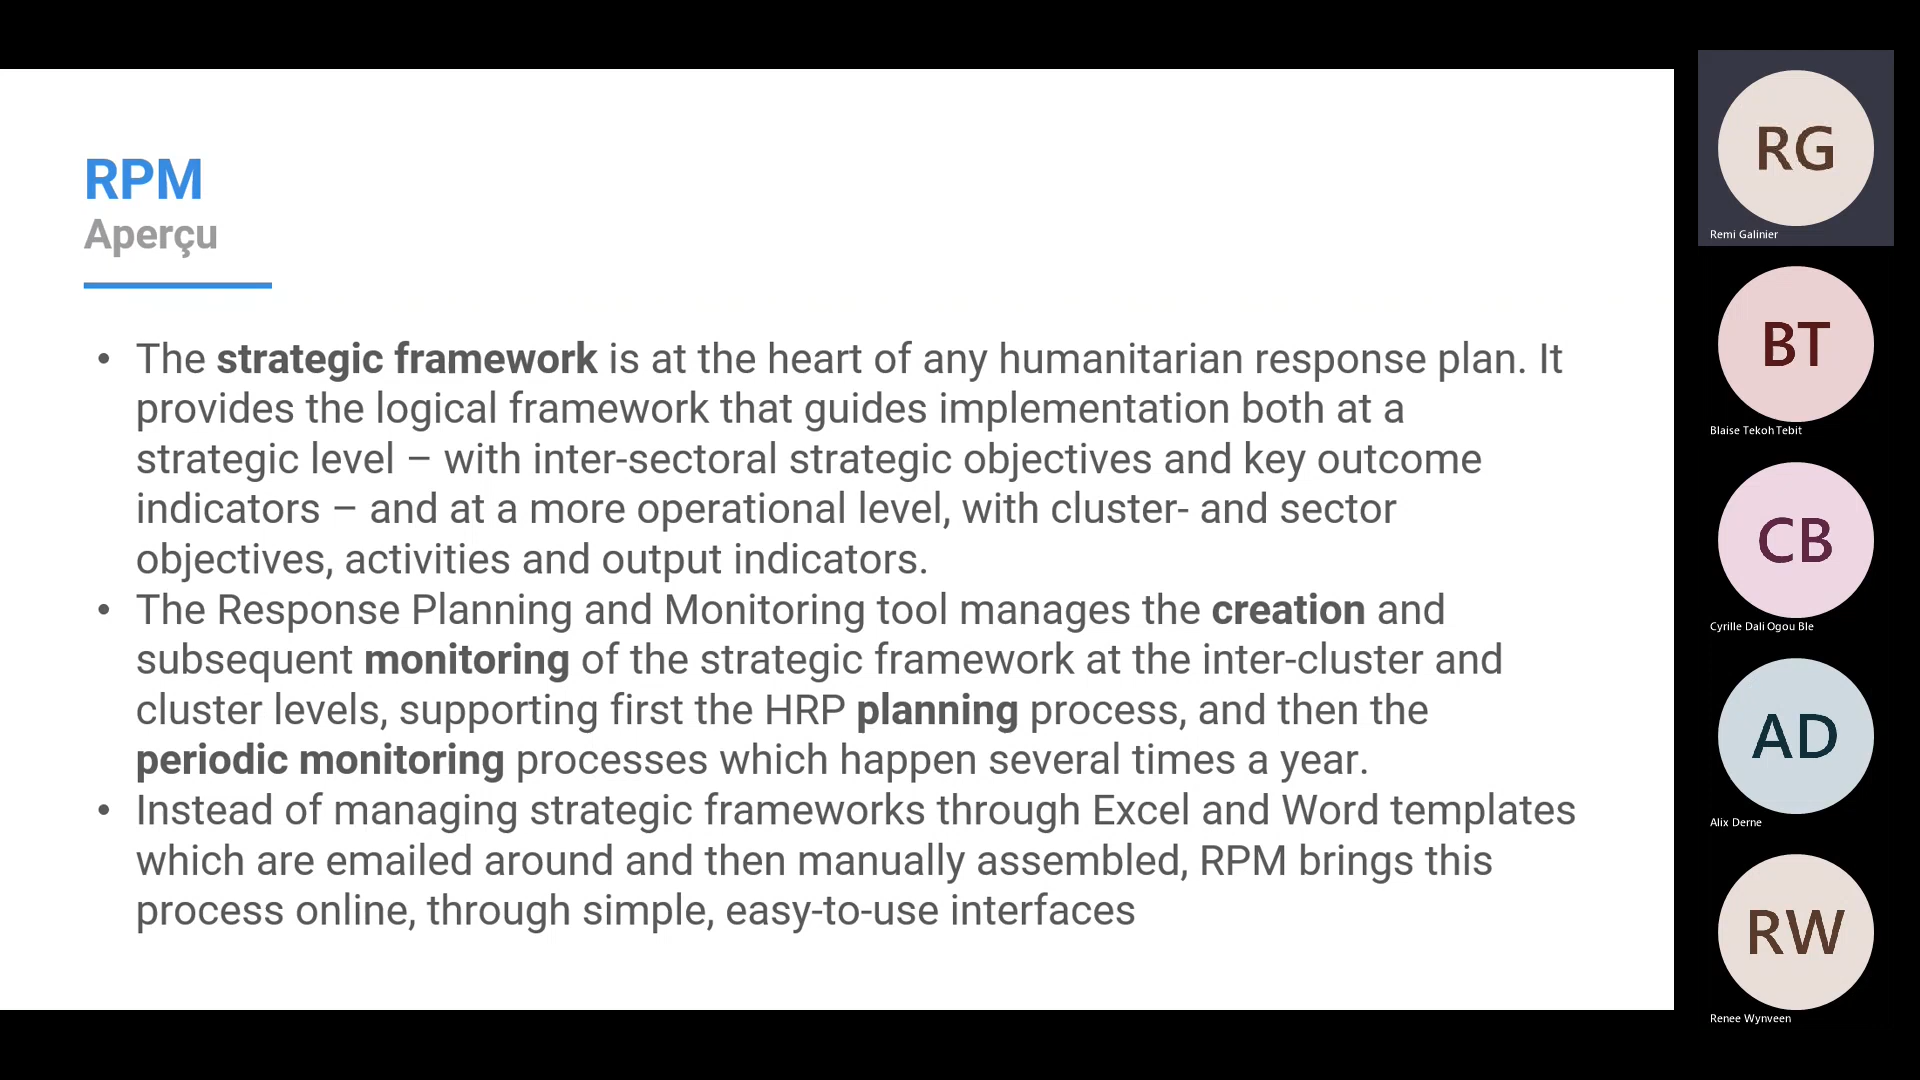 RPM
Aperçu
• The strategic framework is at the heart of any humanitarian response plan. It
provides the logical framework that guides implementation both at a
strategic level – with inter-sectoral strategic objectives and key outcome
indicators – and at a more operational level, with cluster- and sector
objectives, activities and output indicators.
• The Response Planning and Monitoring tool manages the creation and
subsequent monitoring of the strategic framework at the inter-cluster and
cluster levels, supporting first the HRP planning process, and then the
periodic monitoring processes which happen several times a year.
• Instead of managing strategic frameworks through Excel and Word templates
which are emailed around and then manually assembled, RPM brings this
process online, through simple, easy-to-use interfaces
RG
Remi Galinier
BT
Blaise Tekoh Tebit
CB
Cyrille Dali Ogou Ble
AD
Alix Derne
RW
Renee Wynveen